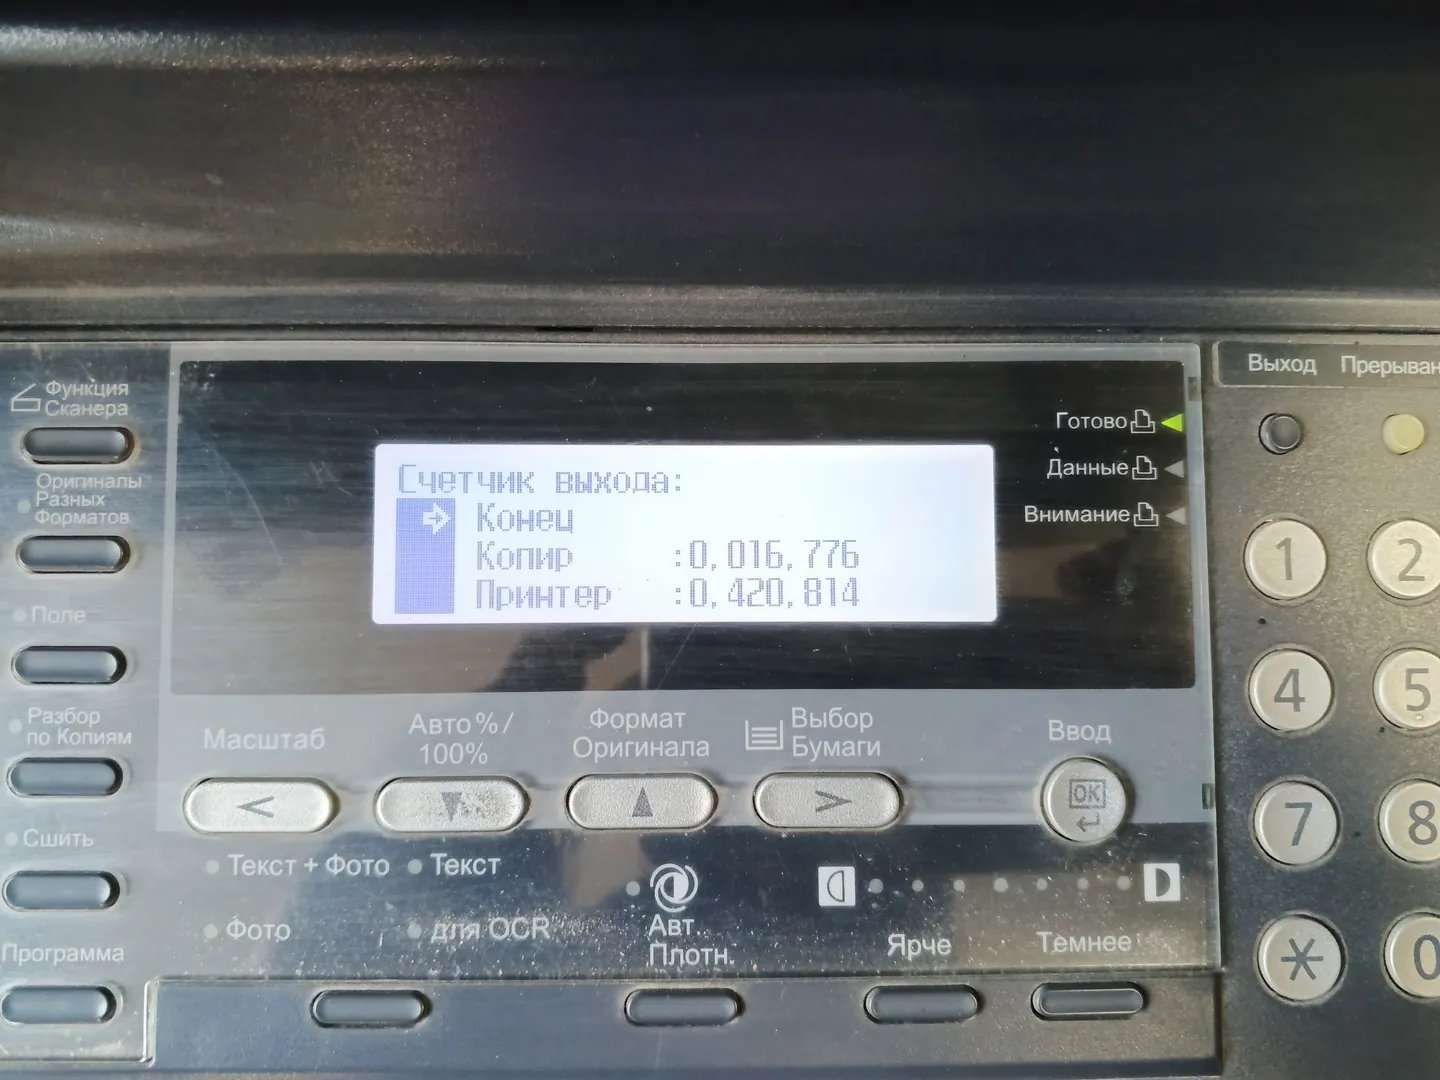 Функция
Сканера
Оригиналы
Разных
Форматов
Поле
Разбор
по Копиям
Сшить
Программа
Счетчик выхода:
Конец
Копир :0,016,776
Принтер :0,420,814
Готово
Данные
Внимание
Масштаб
Авто%/
100%
Формат
Оригинала
Выбор
Бумаги
Ввод
OK
Текст + Фото
Текст
Фото
для OCR
Авт.
Плотн.
Ярче
Темнее
Выход
Прерыван
1
2
4
5
7
8
*
0